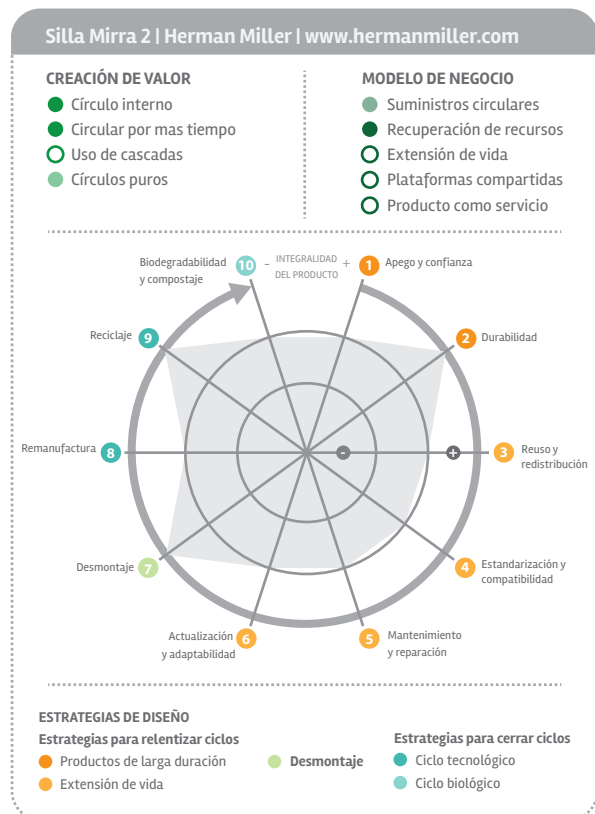 Silla Mirra 2 | Herman Miller | www.hermanmiller.com
CREACIÓN DE VALOR
Círculo interno
Circular por mas tiempo
Uso de cascadas
Círculos puros
MODELO DE NEGOCIO
Suministros circulares
Recuperación de recursos
Extensión de vida
Plataformas compartidas
Producto como servicio
Biodegradabilidad
y compostaje
10
- INTEGRALIDAD +
DEL PRODUCTO
1 Apego y confianza
Reciclaje 9
2 Durabilidad
Remanufactura 8
- +
3 Reuso y
redistribución
Desmontaje 7
4 Estandarización y
compatibilidad
Actualización
y adaptabilidad
6
5 Mantenimiento
y reparación
ESTRATEGIAS DE DISEÑO
Estrategias para relentizar ciclos
Productos de larga duración
Extensión de vida
Desmontaje
Estrategias para cerrar ciclos
Ciclo tecnológico
Ciclo biológico